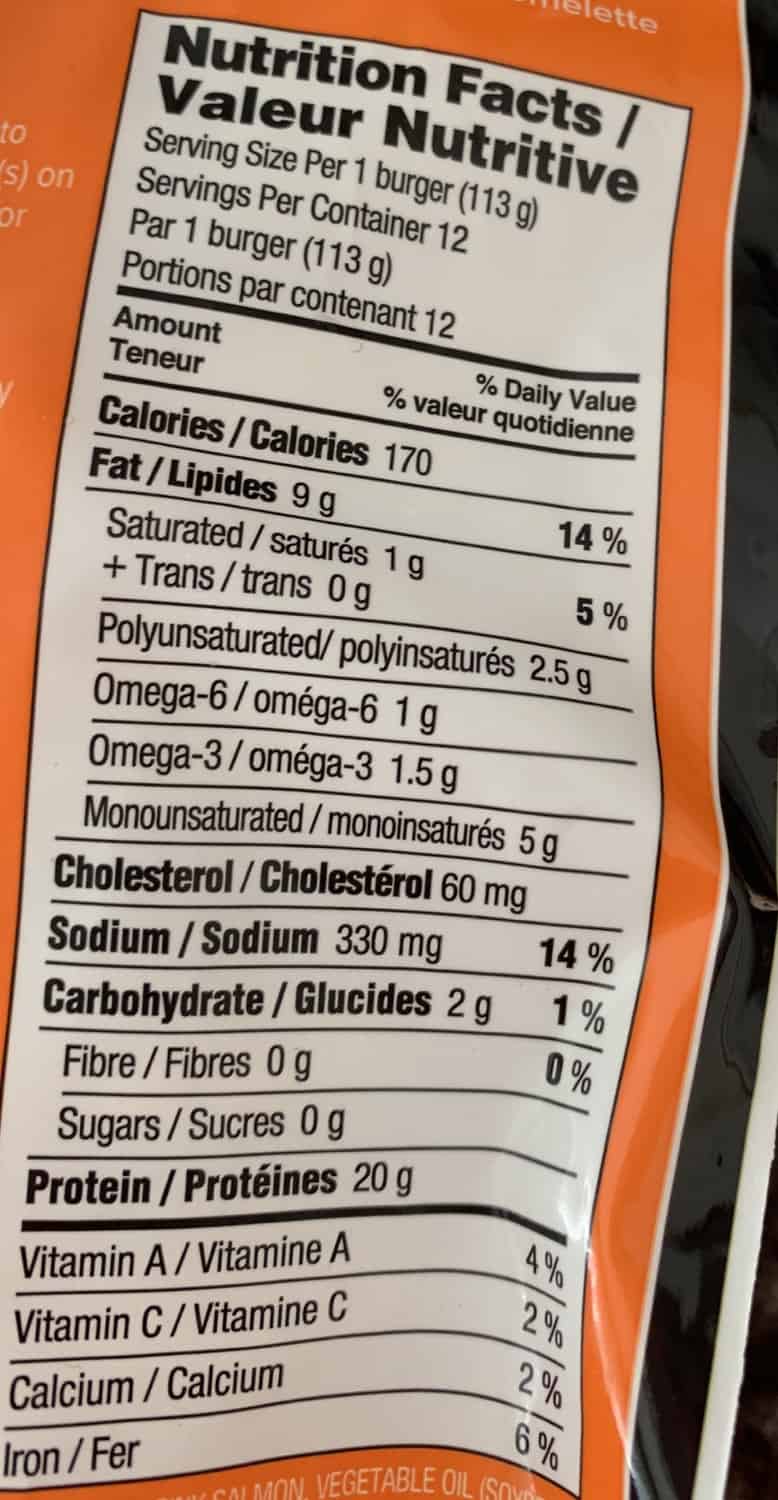 to
(s) on
or
Nutrition Facts /
Valeur Nutritive
Serving Size Per 1 burger (113 g)
Servings Per Container 12
Par 1 burger (113 g)
Portions par contenant 12
Amount
Teneur
% Daily Value
% valeur quotidienne
Calories / Calories 170
Fat / Lipides 9 g 14 %
Saturated / saturés 1 g
+ Trans / trans 0 g 5 %
Polyunsaturated/ polyinsaturés 2.5 g
Omega-6 / oméga-6 1 g
Omega-3 / oméga-3 1.5 g
Monounsaturated / monoinsaturés 5 g
Cholesterol / Cholestérol 60 mg
Sodium / Sodium 330 mg 14 %
Carbohydrate / Glucides 2 g 1 %
Fibre / Fibres 0 g 0 %
Sugars / Sucres 0 g
Protein / Protéines 20 g
Vitamin A / Vitamine A 4 %
Vitamin C / Vitamine C 2 %
Calcium / Calcium 2 %
Iron / Fer 6 %
SALMON, VEGETABLE OIL